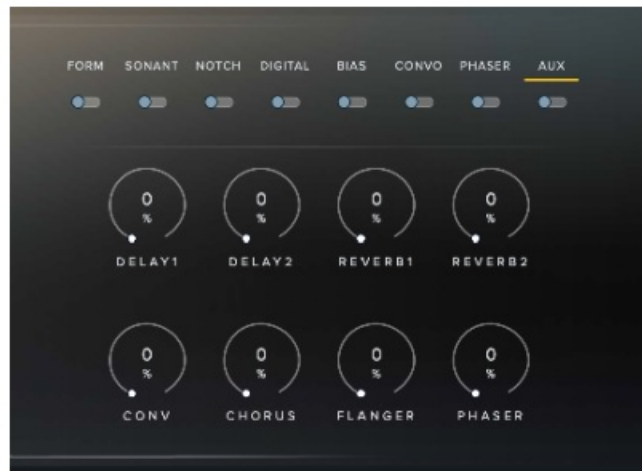 FORM SONANT NOTCH DIGITAL BIAS CONVO PHASER AUX
0 0 0 0
% % % %
DELAY1 DELAY2 REVERB1 REVERB2
0 0 0 0
% % % %
CONV CHORUS FLANGER PHASER